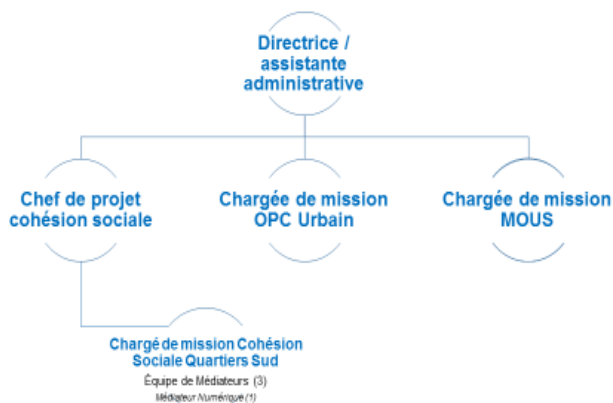 Directrice /
assistante
administrative
Chef de projet
cohésion sociale
Chargée de mission
OPC Urbain
Chargée de mission
MOUS
Chargé de mission Cohésion
Sociale Quartiers Sud
Équipe de Médiateurs (3)
Médiateur Numérique (1)